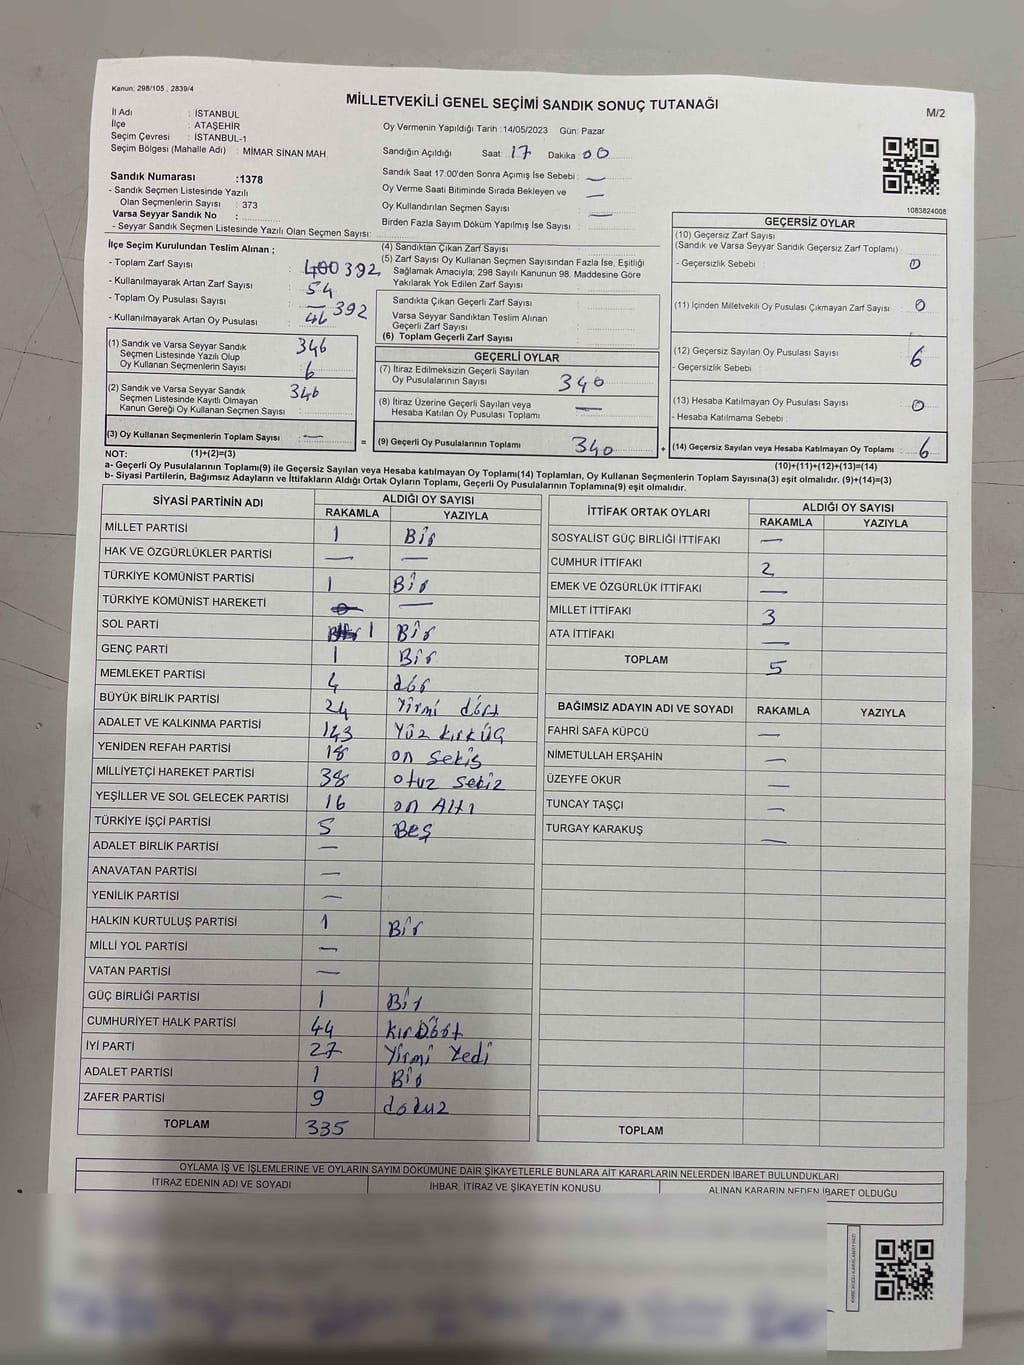 Kanun, 298/105 , 2839/4
MİLLETVEKİLİ GENEL SEÇİMİ SANDIK SONUÇ TUTANAĞI
M/2
İl Adı : İSTANBUL
İlçe : ATAŞEHİR
Seçim Çevresi : İSTANBUL-1
Seçim Bölgesi (Mahalle Adı) : MİMAR SİNAN MAH.
Sandık Numarası :1378
- Sandık Seçmen Listesinde Yazılı
Olan Seçmenlerin Sayısı : 373
Varsa Seyyar Sandık No :
- Seyyar Sandık Seçmen Listesinde Yazılı Olan Seçmen Sayısı:
Oy Vermenin Yapıldığı Tarih :14/05/2023 Gün: Pazar
Sandığın Açıldığı Saat: 17 Dakika: 00
Sandık Saat 17:00'den Sonra Açımış İse Sebebi : —
Oy Verme Saati Bitiminde Sırada Bekleyen ve —
Oy Kullandırılan Seçmen Sayısı : —
Birden Fazla Sayım Döküm Yapılmış İse Sayısı :
1083824008
İlçe Seçim Kurulundan Teslim Alınan ;
- Toplam Zarf Sayısı : 400 392
- Kullanılmayarak Artan Zarf Sayısı : 54
- Toplam Oy Pusulası Sayısı : — 392
- Kullanılmayarak Artan Oy Pusulası : 46
(1) Sandık ve Varsa Seyyar Sandık 346
Seçmen Listesinde Yazılı Olup
Oy Kullanan Seçmenlerin Sayısı : 6
(2) Sandık ve Varsa Seyyar Sandık 346
Seçmen Listesinde Kayıtlı Olmayan
Kanun Gereği Oy Kullanan Seçmen Sayısı :
(3) Oy Kullanan Seçmenlerin Toplam Sayısı : —
(4) Sandıktan Çıkan Zarf Sayısı :
(5) Zarf Sayısı Oy Kullanan Seçmen Sayısından Fazla İse, Eşitliği
Sağlamak Amacıyla; 298 Sayılı Kanunun 98. Maddesine Göre
Yakılarak Yok Edilen Zarf Sayısı :
Sandıkta Çıkan Geçerli Zarf Sayısı :
Varsa Seyyar Sandıktan Teslim Alınan
Geçerli Zarf Sayısı :
(6) Toplam Geçerli Zarf Sayısı :
GEÇERLİ OYLAR
(7) İtiraz Edilmeksizin Geçerli Sayılan
Oy Pusulalarının Sayısı : 340
(8) İtiraz Üzerine Geçerli Sayılan veya
Hesaba Katılan Oy Pusulası Toplamı : —
= (9) Geçerli Oy Pusulalarının Toplamı : 340
GEÇERSİZ OYLAR
(10) Geçersiz Zarf Sayısı
(Sandık ve Varsa Seyyar Sandık Geçersiz Zarf Toplamı)
- Geçersizlik Sebebi : 0
(11) İçinden Milletvekili Oy Pusulası Çıkmayan Zarf Sayısı : 0
(12) Geçersiz Sayılan Oy Pusulası Sayısı : 6
- Geçersizlik Sebebi :
(13) Hesaba Katılmayan Oy Pusulası Sayısı : 0
- Hesaba Katılmama Sebebi :
+ (14) Geçersiz Sayılan veya Hesaba Katılmayan Oy Toplamı : 6
NOT: (1)+(2)=(3)
(10)+(11)+(12)+(13)=(14)
a- Geçerli Oy Pusulalarının Toplamı(9) ile Geçersiz Sayılan veya Hesaba katılmayan Oy Toplamı(14) Toplamları, Oy Kullanan Seçmenlerin Toplam Sayısına(3) eşit olmalıdır. (9)+(14)=(3)
b- Siyasi Partilerin, Bağımsız Adayların ve İttifakların Aldığı Ortak Oyların Toplamı, Geçerli Oy Pusulalarının Toplamına(9) eşit olmalıdır.
SİYASİ PARTİNİN ADI ALDIĞI OY SAYISI
RAKAMLA YAZIYLA
MİLLET PARTİSİ 1 Bir
HAK VE ÖZGÜRLÜKLER PARTİSİ — —
TÜRKİYE KOMÜNİST PARTİSİ 1 Bir
TÜRKİYE KOMÜNİST HAREKETİ —
SOL PARTİ 1 Bir
GENÇ PARTİ 1 Bir
MEMLEKET PARTİSİ 4 dör
BÜYÜK BİRLİK PARTİSİ 24 Yirmi dört
ADALET VE KALKINMA PARTİSİ 143 Yüz kırküç
YENİDEN REFAH PARTİSİ 18 on sekiz
MİLLİYETÇİ HAREKET PARTİSİ 38 otuz sekiz
YEŞİLLER VE SOL GELECEK PARTİSİ 16 on Altı
TÜRKİYE İŞÇİ PARTİSİ 5 Beş
ADALET BİRLİK PARTİSİ —
ANAVATAN PARTİSİ —
YENİLİK PARTİSİ —
HALKIN KURTULUŞ PARTİSİ 1 Bir
MİLLİ YOL PARTİSİ —
VATAN PARTİSİ —
GÜÇ BİRLİĞİ PARTİSİ 1 Bir
CUMHURİYET HALK PARTİSİ 44 kırDört
İYİ PARTİ 27 Yirmi Yedi
ADALET PARTİSİ 1 Bir
ZAFER PARTİSİ 9 dokuz
TOPLAM 335
İTTİFAK ORTAK OYLARI ALDIĞI OY SAYISI
RAKAMLA YAZIYLA
SOSYALİST GÜÇ BİRLİĞİ İTTİFAKI —
CUMHUR İTTİFAKI 2
EMEK VE ÖZGÜRLÜK İTTİFAKI —
MİLLET İTTİFAKI 3
ATA İTTİFAKI —
TOPLAM 5
BAĞIMSIZ ADAYIN ADI VE SOYADI RAKAMLA YAZIYLA
FAHRİ SAFA KÜPCÜ —
NİMETULLAH ERŞAHİN —
ÜZEYFE OKUR —
TUNCAY TAŞÇI —
TURGAY KARAKUŞ —
TOPLAM
OYLAMA İŞ VE İŞLEMLERİNE VE OYLARIN SAYIM DÖKÜMÜNE DAİR ŞİKAYETLERLE BUNLARA AİT KARARLARIN NELERDEN İBARET BULUNDUKLARI
İTİRAZ EDENİN ADI VE SOYADI İHBAR, İTİRAZ VE ŞİKAYETİN KONUSU ALINAN KARARIN NEDEN İBARET OLDUĞU